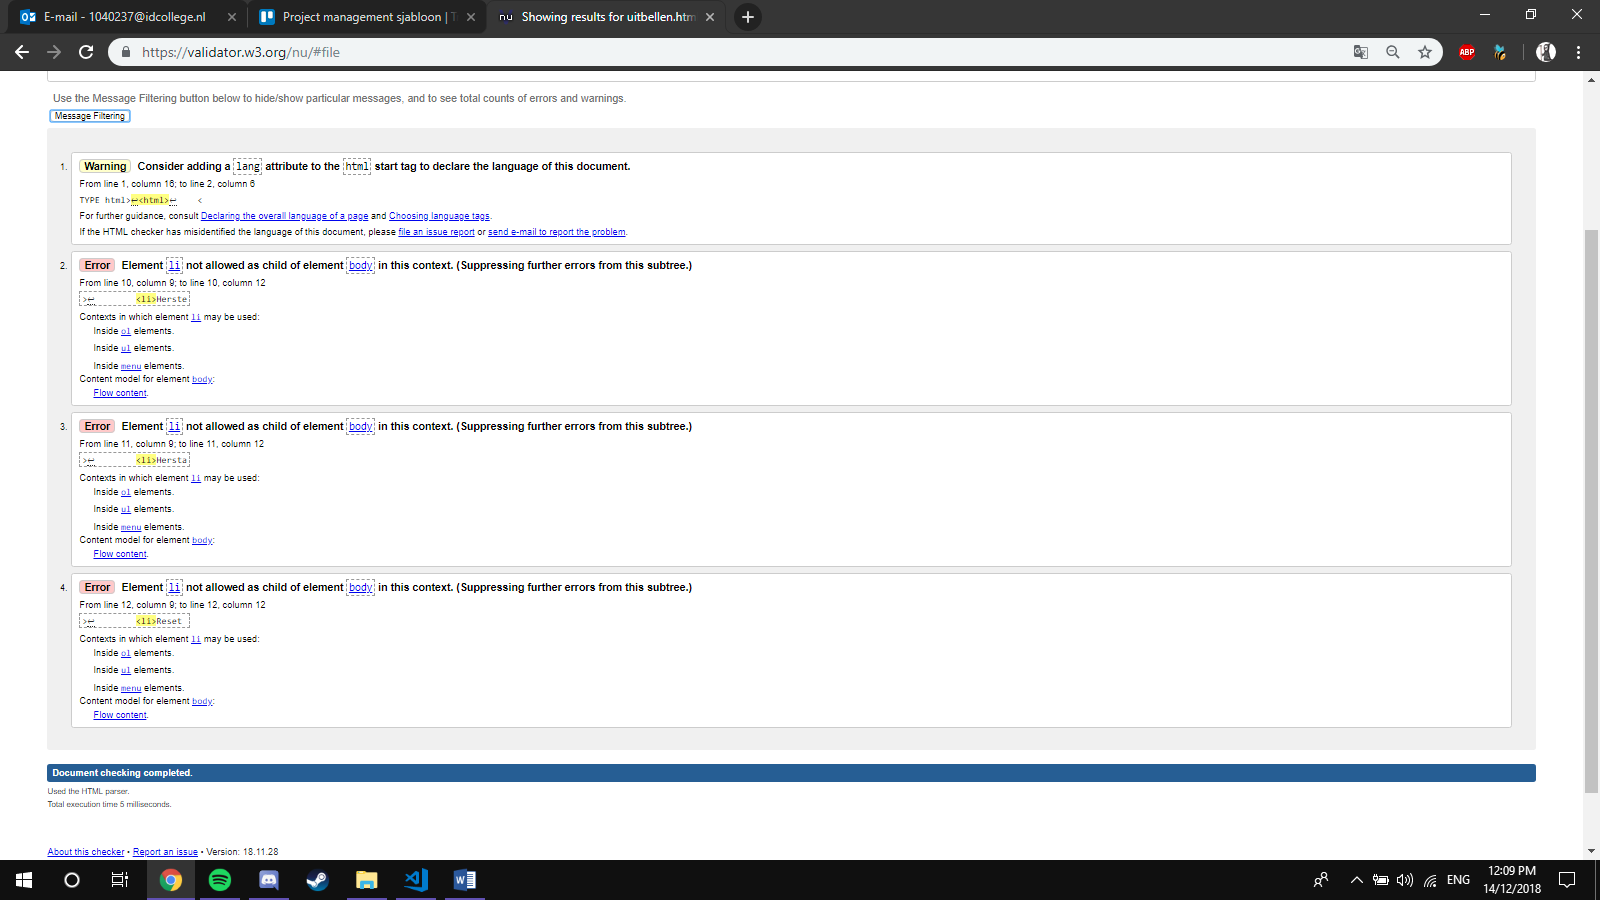 E-mail - 1040237@idcollege.nl
Project management sjabloon | T
nu Showing results for uitbellen.htm
https://validator.w3.org/nu/#file
ABP
Use the Message Filtering button below to hide/show particular messages, and to see total counts of errors and warnings.
Message Filtering
1. Warning Consider adding a lang attribute to the html start tag to declare the language of this document.
From line 1, column 16; to line 2, column 6
TYPE html>↩<html>↩ <
For further guidance, consult Declaring the overall language of a page and Choosing language tags.
If the HTML checker has misidentified the language of this document, please file an issue report or send e-mail to report the problem.
2. Error Element li not allowed as child of element body in this context. (Suppressing further errors from this subtree.)
From line 10, column 9; to line 10, column 12
>↩ <li>Herste
Contexts in which element li may be used:
Inside ol elements.
Inside ul elements.
Inside menu elements.
Content model for element body:
Flow content.
3. Error Element li not allowed as child of element body in this context. (Suppressing further errors from this subtree.)
From line 11, column 9; to line 11, column 12
>↩ <li>Hersta
Contexts in which element li may be used:
Inside ol elements.
Inside ul elements.
Inside menu elements.
Content model for element body:
Flow content.
4. Error Element li not allowed as child of element body in this context. (Suppressing further errors from this subtree.)
From line 12, column 9; to line 12, column 12
>↩ <li>Reset
Contexts in which element li may be used:
Inside ol elements.
Inside ul elements.
Inside menu elements.
Content model for element body:
Flow content.
Document checking completed.
Used the HTML parser.
Total execution time 5 milliseconds.
About this checker • Report an issue • Version: 18.11.28
ENG
12:09 PM
14/12/2018